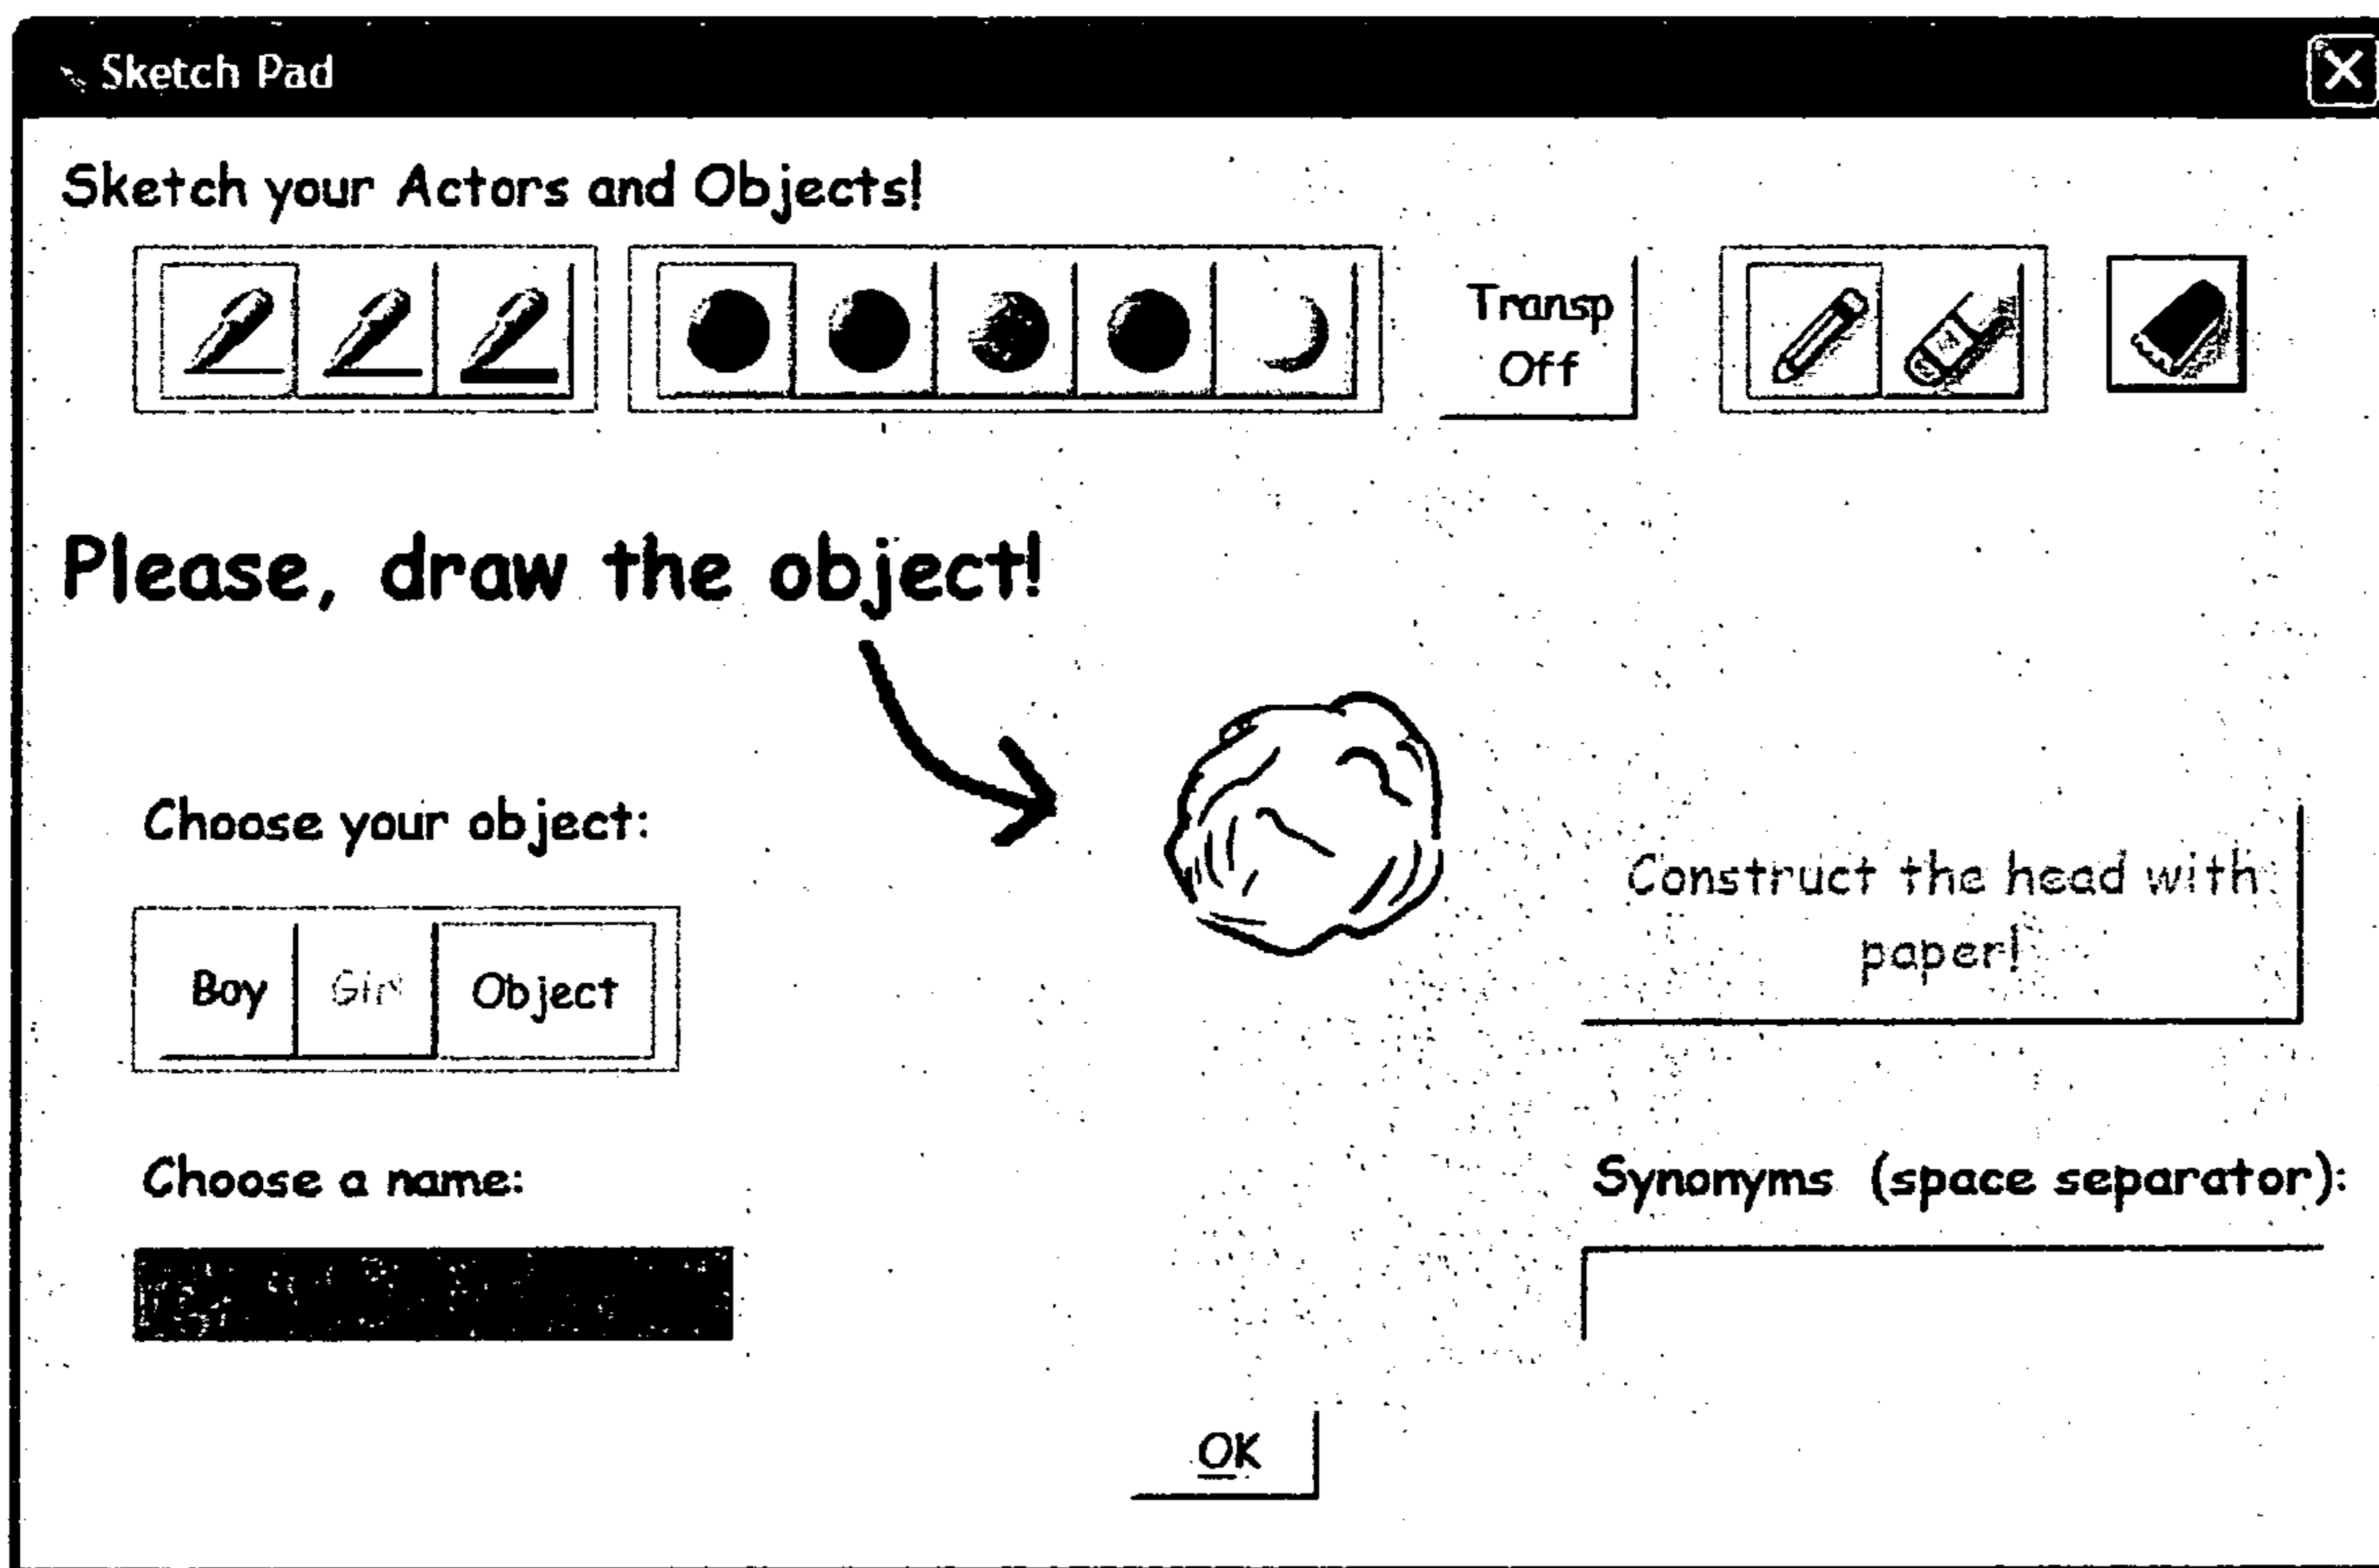 Sketch Pad
Sketch your Actors and Objects!
Transp
Off
Please, draw the object!
Choose your object:
Construct the head with
paper!
Boy
Girl
Object
Choose a name:
Synonyms (space separator):
OK